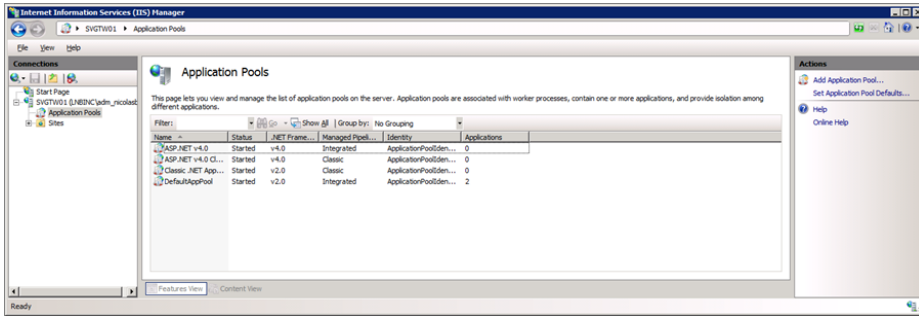 Internet Information Services (IIS) Manager
SVGTW01 Application Pools
File View Help
Connections
Start Page
SVGTW01 (LNBINC\adm_nicolast
Application Pools
Sites
Application Pools
This page lets you view and manage the list of application pools on the server. Application pools are associated with worker processes, contain one or more applications, and provide isolation among
different applications.
Filter: Go Show All Group by: No Grouping
Name Status .NET Frame... Managed Pipeli... Identity Applications
ASP.NET v4.0 Started v4.0 Integrated ApplicationPoolIden... 0
ASP.NET v4.0 Cl... Started v4.0 Classic ApplicationPoolIden... 0
Classic .NET App... Started v2.0 Classic ApplicationPoolIden... 0
DefaultAppPool Started v2.0 Integrated ApplicationPoolIden... 2
Features View Content View
Actions
Add Application Pool...
Set Application Pool Defaults...
Help
Online Help
Ready